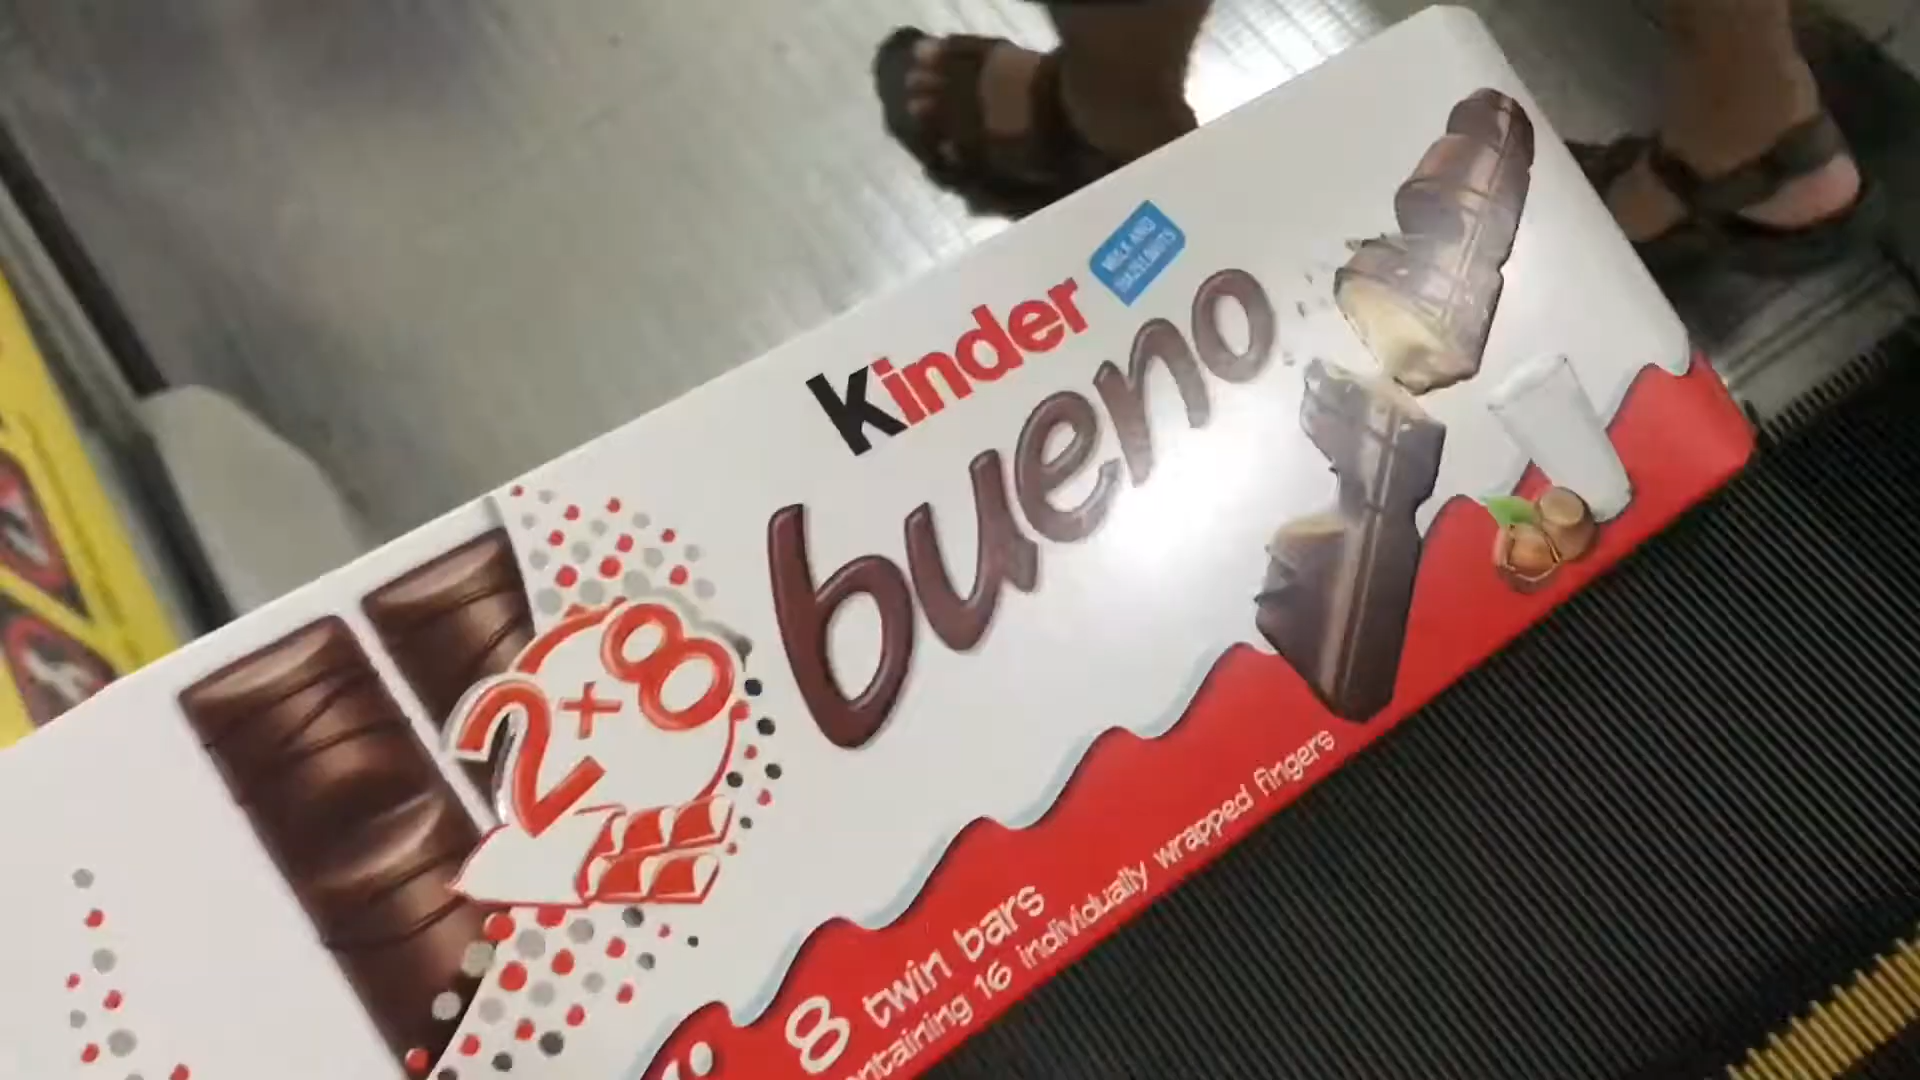 MILK AND
HAZELNUTS
Kinder
bueno
2+8
8 twin bars
ntaining 16 individually wrapped fingers